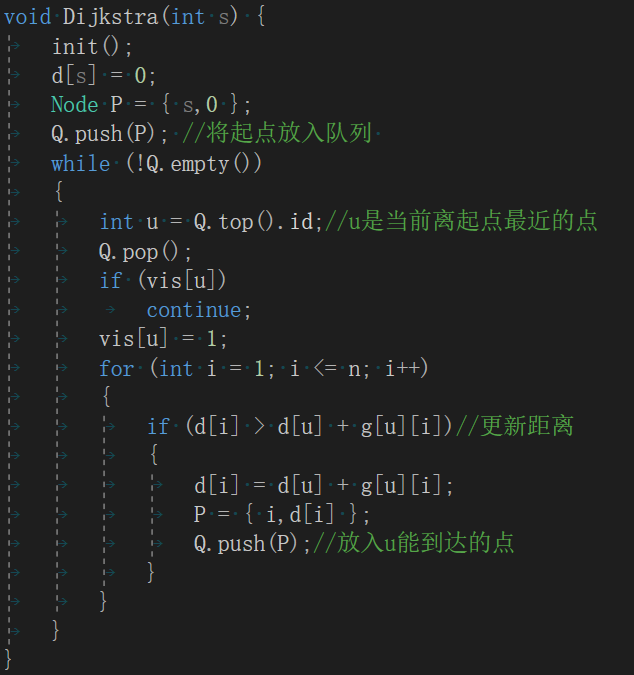 void Dijkstra(int s) {
init();
d[s] = 0;
Node P = { s,0 };
Q.push(P); //将起点放入队列
while (!Q.empty())
{
int u = Q.top().id;//u是当前离起点最近的点
Q.pop();
if (vis[u])
continue;
vis[u] = 1;
for (int i = 1; i <= n; i++)
{
if (d[i] > d[u] + g[u][i])//更新距离
{
d[i] = d[u] + g[u][i];
P = { i,d[i] };
Q.push(P);//放入u能到达的点
}
}
}
}